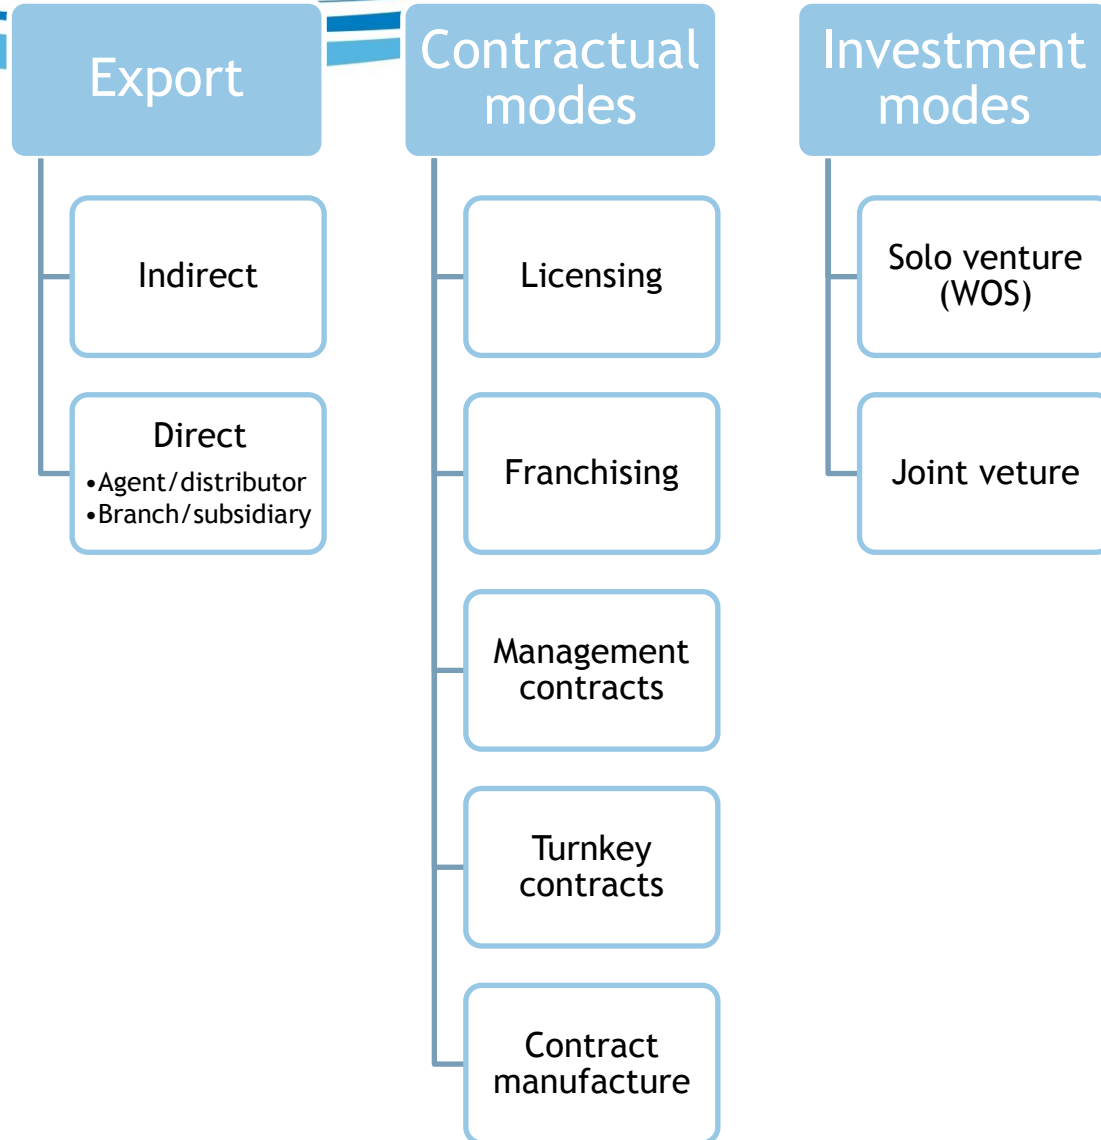 Export
Indirect
Direct
•Agent/distributor
•Branch/subsidiary
Contractual
modes
Licensing
Franchising
Management
contracts
Turnkey
contracts
Contract
manufacture
Investment
modes
Solo venture
(WOS)
Joint veture